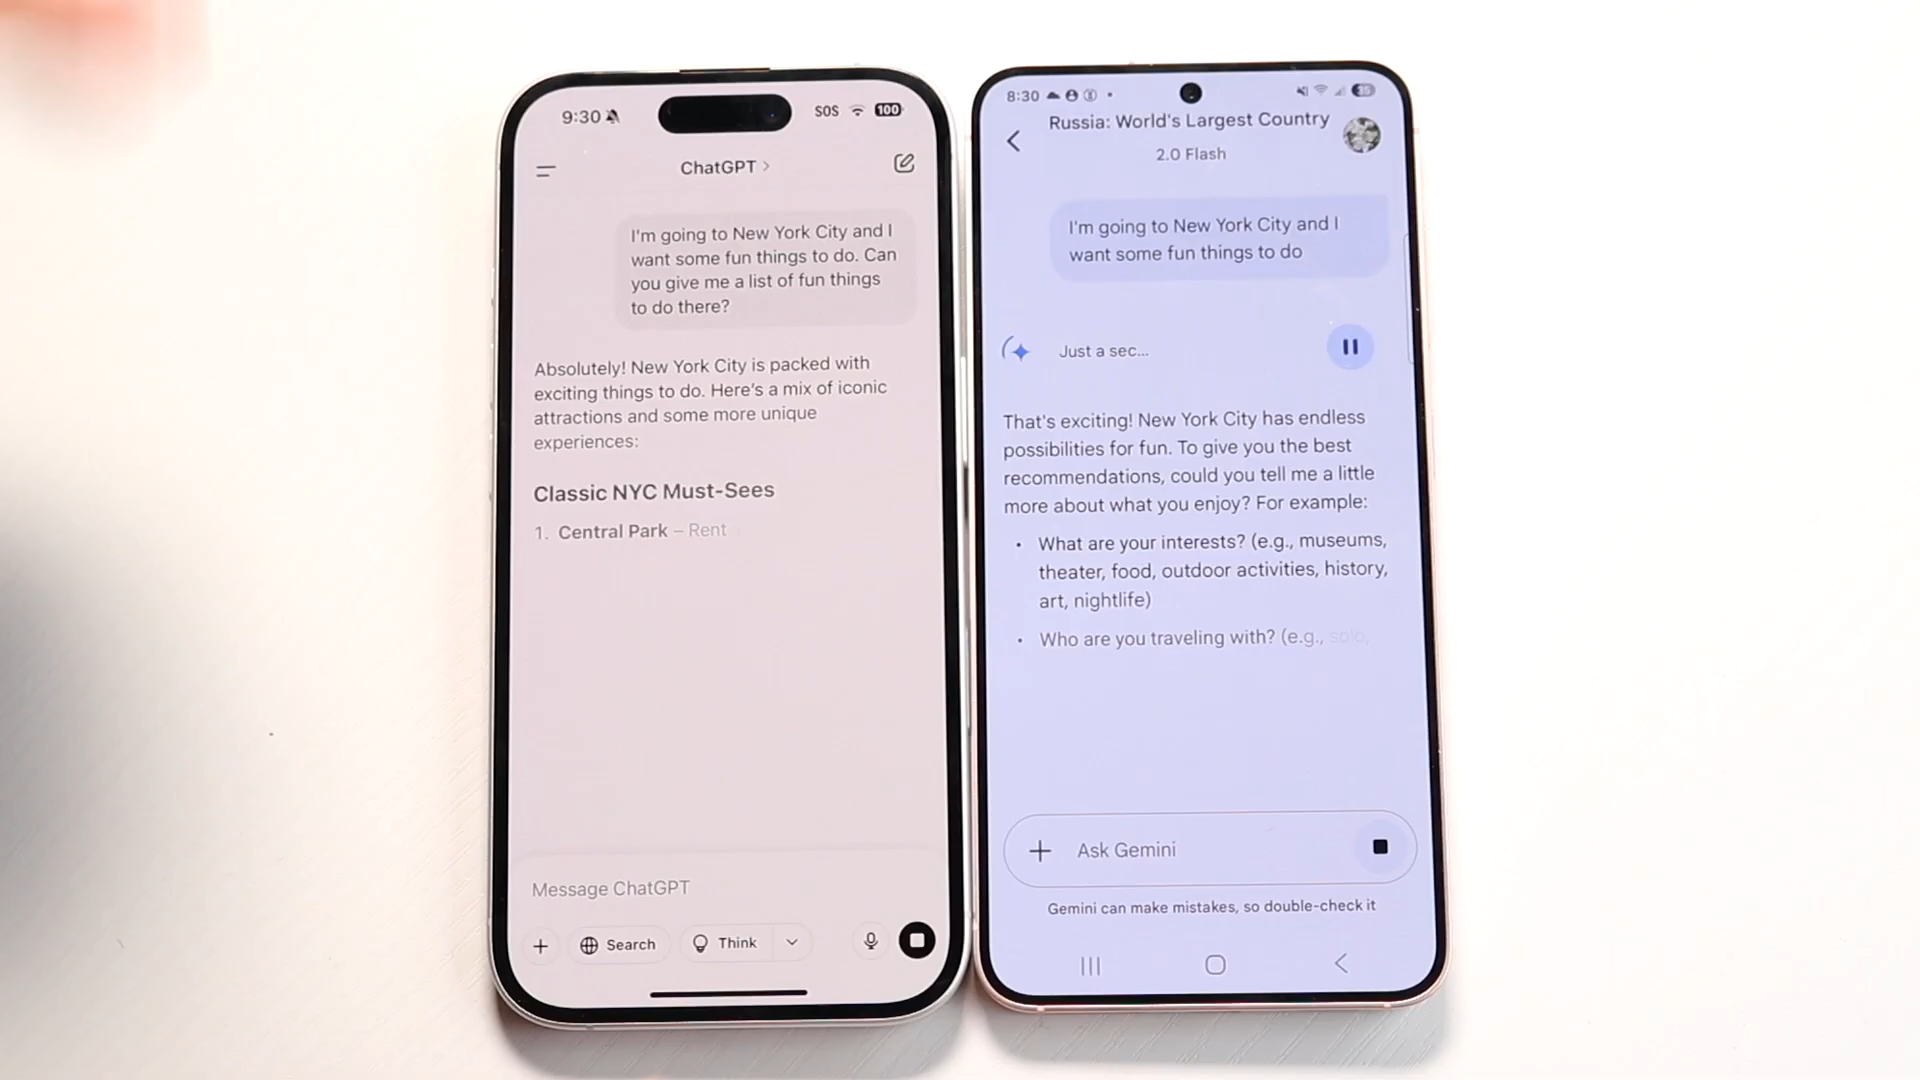 9:30
SOS
100
ChatGPT >
I'm going to New York City and I
want some fun things to do. Can
you give me a list of fun things
to do there?
Absolutely! New York City is packed with
exciting things to do. Here's a mix of iconic
attractions and some more unique
experiences:
Classic NYC Must-Sees
1. Central Park – Rent
Message ChatGPT
Search
Think
8:30
Russia: World's Largest Country
2.0 Flash
I'm going to New York City and I
want some fun things to do
Just a sec...
That's exciting! New York City has endless
possibilities for fun. To give you the best
recommendations, could you tell me a little
more about what you enjoy? For example:
• What are your interests? (e.g., museums,
theater, food, outdoor activities, history,
art, nightlife)
• Who are you traveling with? (e.g., solo,
Ask Gemini
Gemini can make mistakes, so double-check it